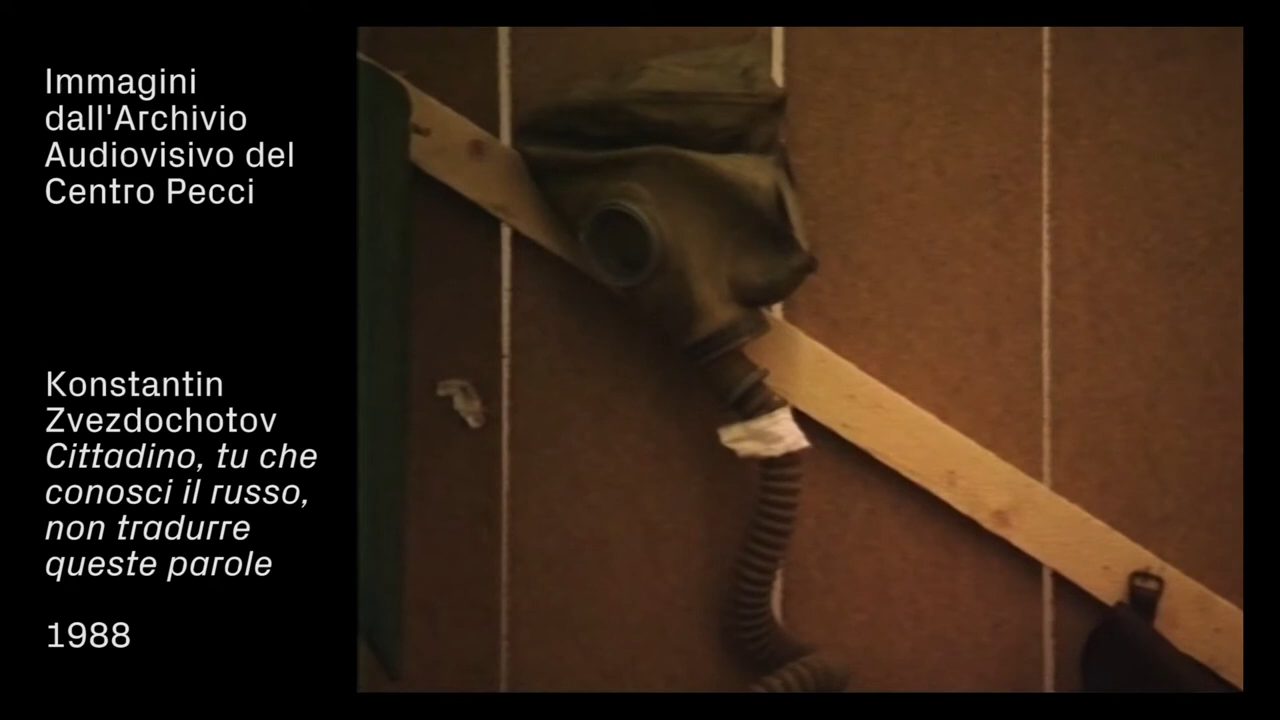 Immagini
dall'Archivio
Audiovisivo del
Centro Pecci
Konstantin
Zvezdochotov
Cittadino, tu che
conosci il russo,
non tradurre
queste parole
1988